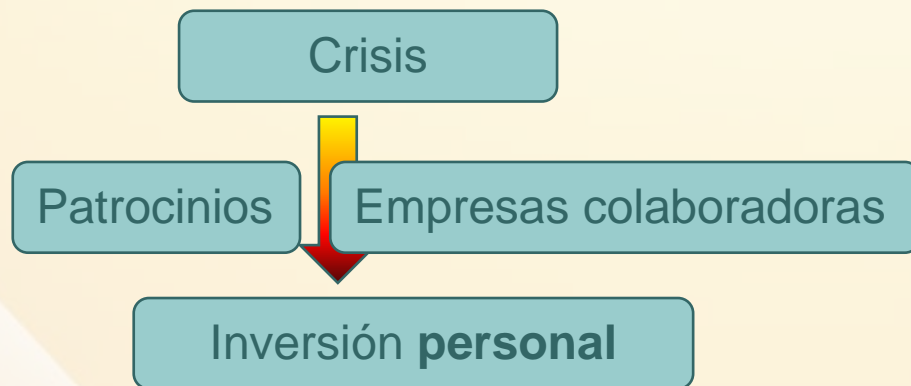 Crisis
Patrocinios
Empresas colaboradoras
Inversión personal